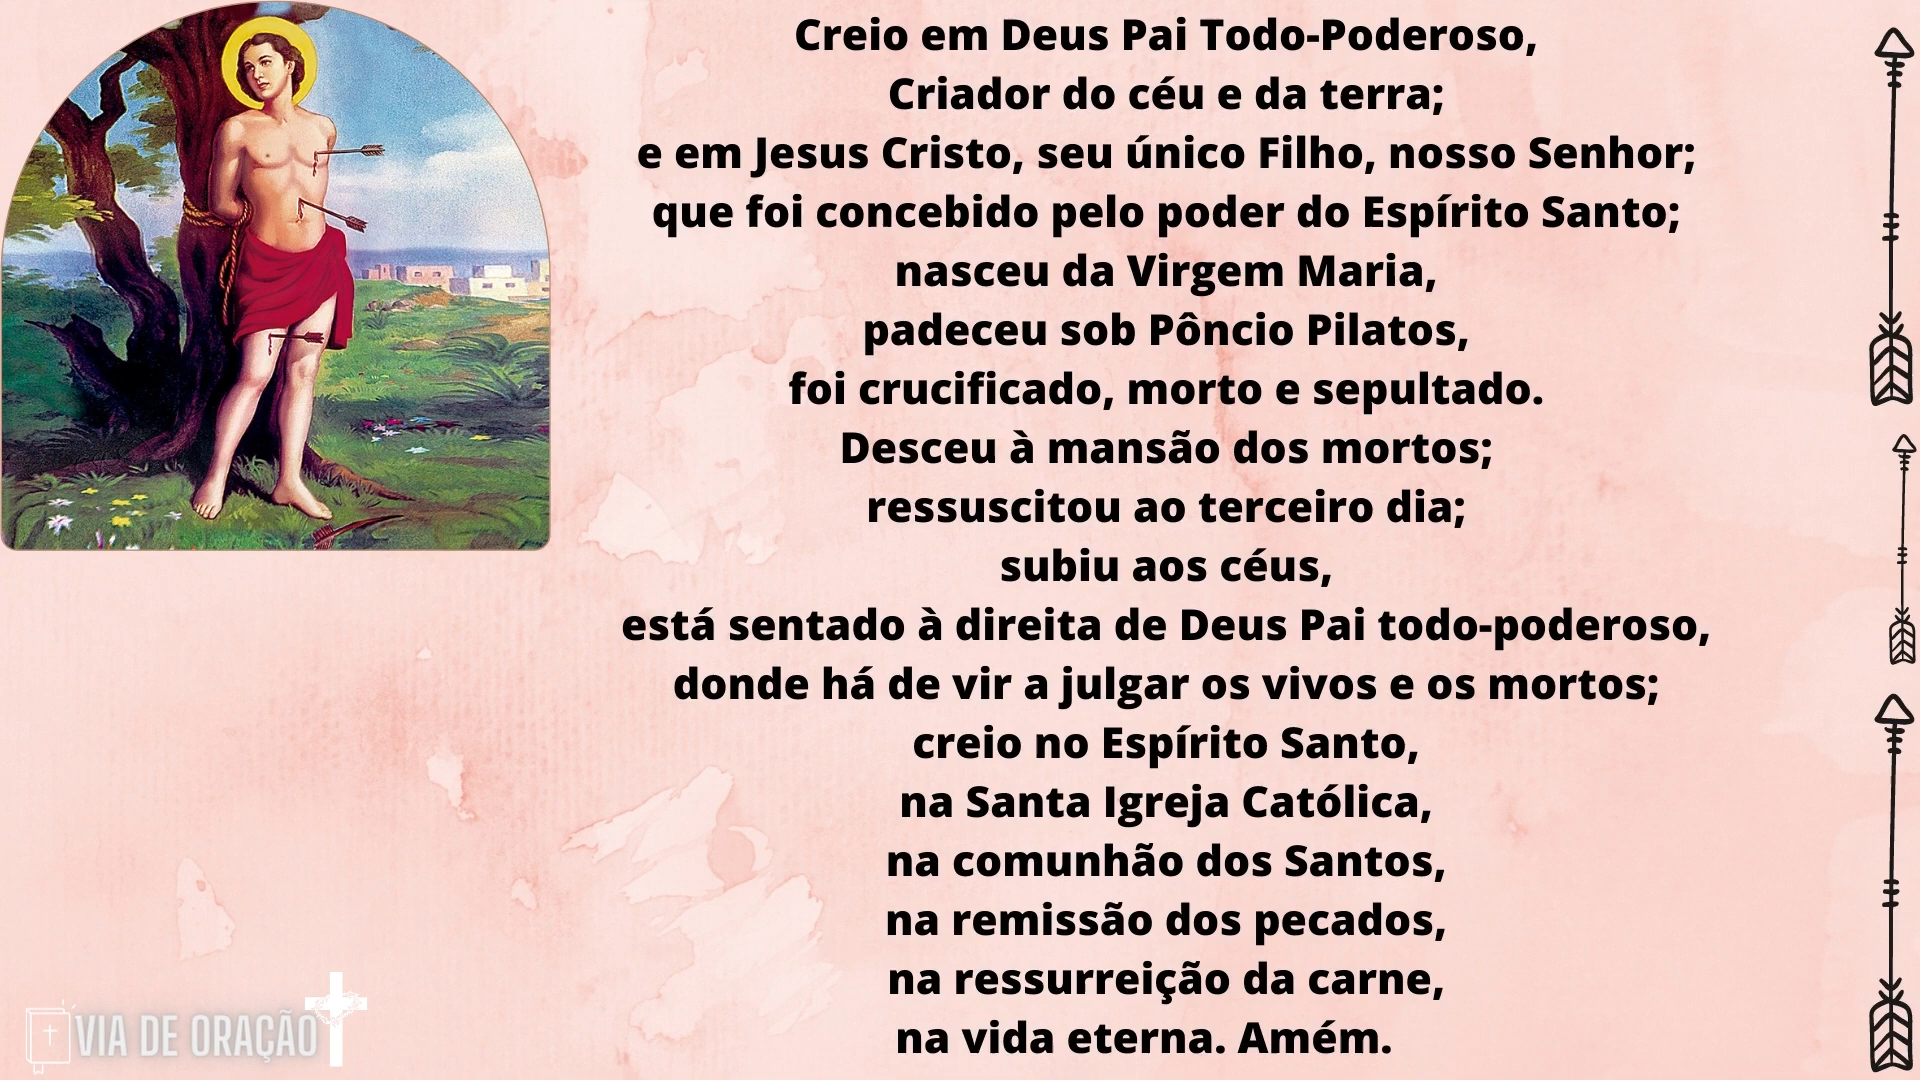 Creio em Deus Pai Todo-Poderoso,
Criador do céu e da terra;
e em Jesus Cristo, seu único Filho, nosso Senhor;
que foi concebido pelo poder do Espírito Santo;
nasceu da Virgem Maria,
padeceu sob Pôncio Pilatos,
foi crucificado, morto e sepultado.
Desceu à mansão dos mortos;
ressuscitou ao terceiro dia;
subiu aos céus,
está sentado à direita de Deus Pai todo-poderoso,
donde há de vir a julgar os vivos e os mortos;
creio no Espírito Santo,
na Santa Igreja Católica,
na comunhão dos Santos,
na remissão dos pecados,
na ressurreição da carne,
na vida eterna. Amém.
VIA DE ORAÇÃO